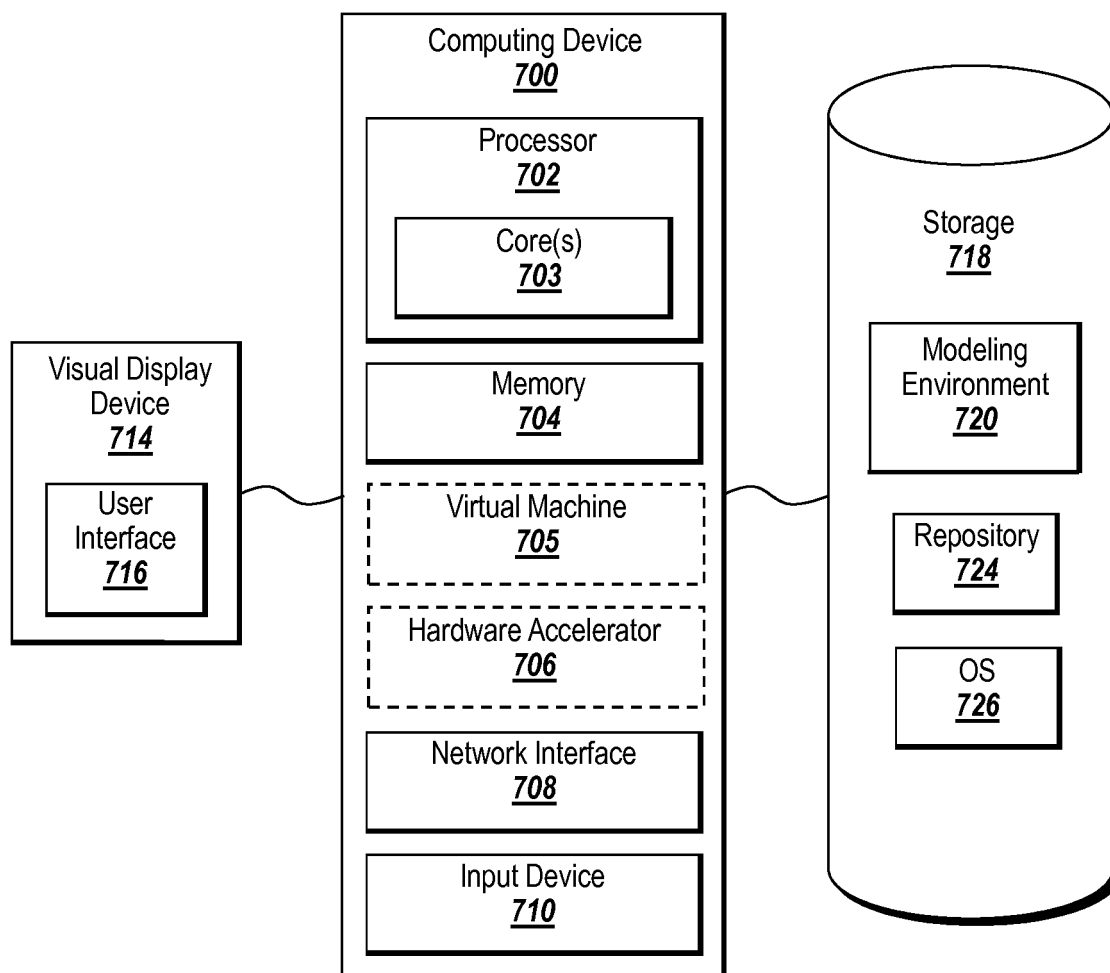 Computing Device
700
Processor
702
Core(s)
703
Memory
704
Virtual Machine
705
Hardware Accelerator
706
Network Interface
708
Input Device
710
Visual Display
Device
714
User
Interface
716
Storage
718
Modeling
Environment
720
Repository
724
OS
726